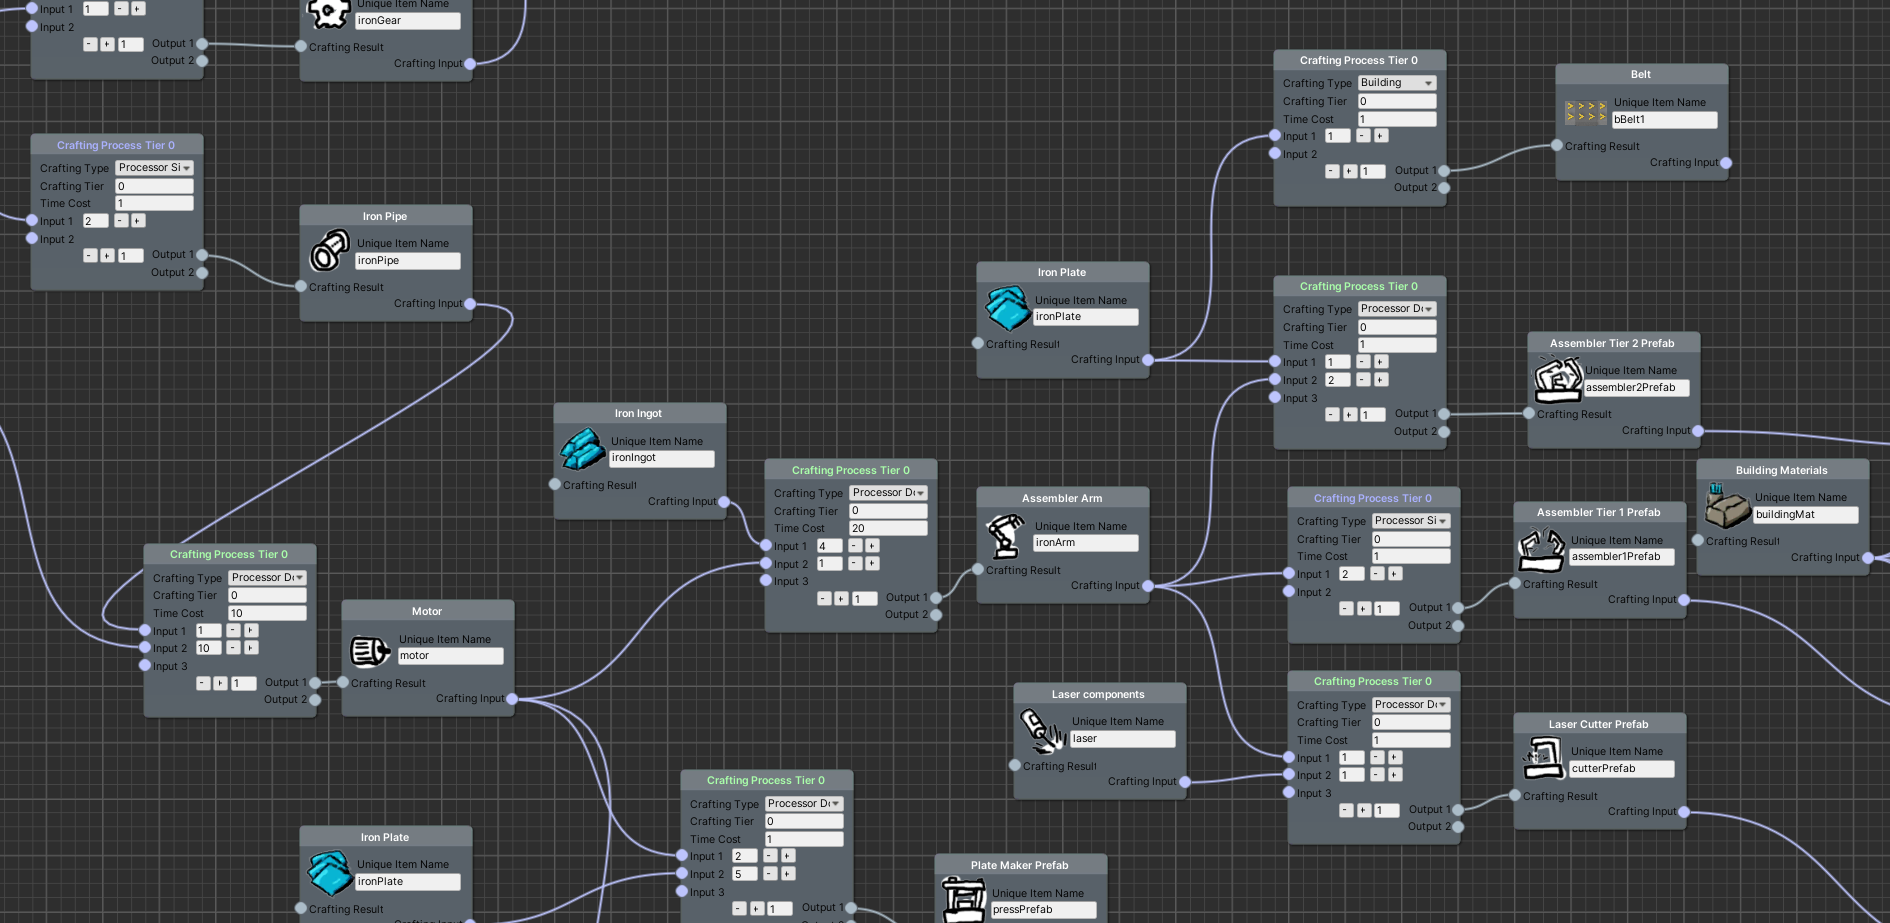 Input 1 1 - +
Input 2
- + 1 Output 1
Output 2
Unique Item Name
ironGear
Crafting Result
Crafting Input
Crafting Process Tier 0
Crafting Type Processor Si
Crafting Tier 0
Time Cost 1
Input 1 2 - +
Input 2
- + 1 Output 1
Output 2
Iron Pipe
Unique Item Name
ironPipe
Crafting Result
Crafting Input
Crafting Process Tier 0
Crafting Type Building
Crafting Tier 0
Time Cost 1
Input 1 1 - +
Input 2
- + 1 Output 1
Output 2
Belt
Unique Item Name
bBelt1
Crafting Result
Crafting Input
Iron Plate
Unique Item Name
ironPlate
Crafting Result
Crafting Input
Crafting Process Tier 0
Crafting Type Processor D
Crafting Tier 0
Time Cost 1
Input 1 1 - +
Input 2 2 - +
Input 3
- + 1 Output 1
Output 2
Assembler Tier 2 Prefab
Unique Item Name
assembler2Prefab
Crafting Result
Crafting Input
Iron Ingot
Unique Item Name
ironIngot
Crafting Result
Crafting Input
Crafting Process Tier 0
Crafting Type Processor D
Crafting Tier 0
Time Cost 20
Input 1 4 - +
Input 2 1 - +
Input 3
- + 1 Output 1
Output 2
Assembler Arm
Unique Item Name
ironArm
Crafting Result
Crafting Input
Crafting Process Tier 0
Crafting Type Processor Si
Crafting Tier 0
Time Cost 1
Input 1 2 - +
Input 2
- + 1 Output 1
Output 2
Assembler Tier 1 Prefab
Unique Item Name
assembler1Prefab
Crafting Result
Crafting Input
Building Materials
Unique Item Name
buildingMat
Crafting Result
Crafting Input
Crafting Process Tier 0
Crafting Type Processor D
Crafting Tier 0
Time Cost 10
Input 1 1 - +
Input 2 10 - +
Input 3
- + 1 Output 1
Output 2
Motor
Unique Item Name
motor
Crafting Result
Crafting Input
Laser components
Unique Item Name
laser
Crafting Result
Crafting Input
Crafting Process Tier 0
Crafting Type Processor D
Crafting Tier 0
Time Cost 1
Input 1 1 - +
Input 2 1 - +
Input 3
- + 1 Output 1
Output 2
Laser Cutter Prefab
Unique Item Name
cutterPrefab
Crafting Result
Crafting Input
Iron Plate
Unique Item Name
ironPlate
Crafting Result
Crafting Input
Crafting Process Tier 0
Crafting Type Processor D
Crafting Tier 0
Time Cost 1
Input 1 2 - +
Input 2 5 - +
Input 3
- + 1 Output 1
Plate Maker Prefab
Unique Item Name
pressPrefab